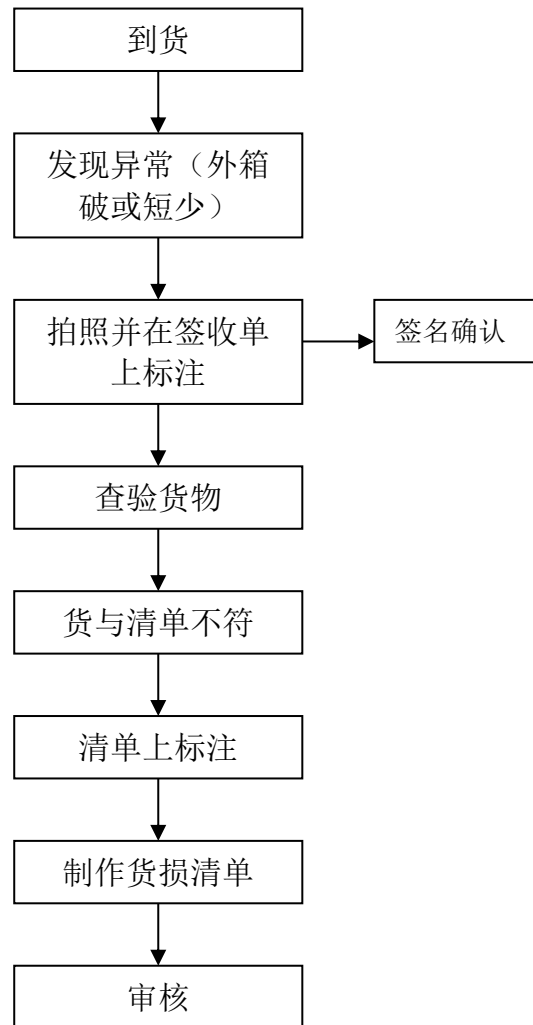 到货
发现异常（外箱
破或短少）
拍照并在签收单
上标注
签名确认
查验货物
货与清单不符
清单上标注
制作货损清单
审核